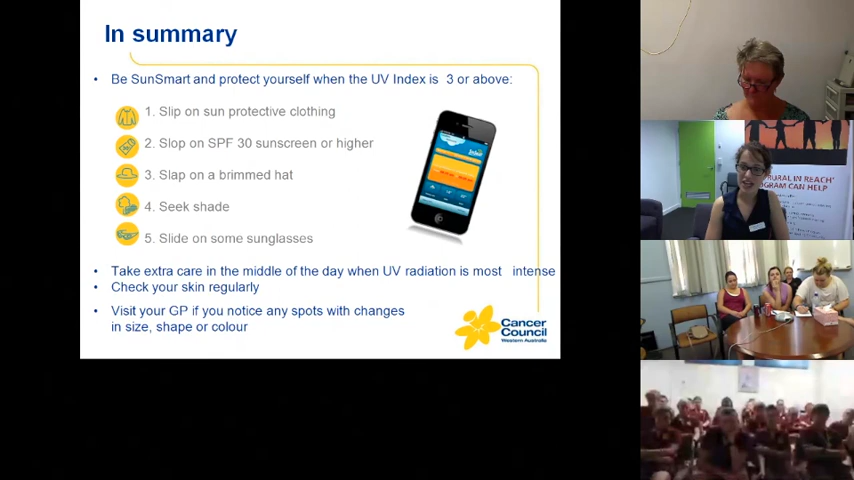 In summary
• Be SunSmart and protect yourself when the UV Index is 3 or above:
1. Slip on sun protective clothing
2. Slop on SPF 30 sunscreen or higher
3. Slap on a brimmed hat
4. Seek shade
5. Slide on some sunglasses
• Take extra care in the middle of the day when UV radiation is most intense
• Check your skin regularly
• Visit your GP if you notice any spots with changes
in size, shape or colour
Cancer
Council
Western Australia
'RURAL IN REACH'
CAN HELP